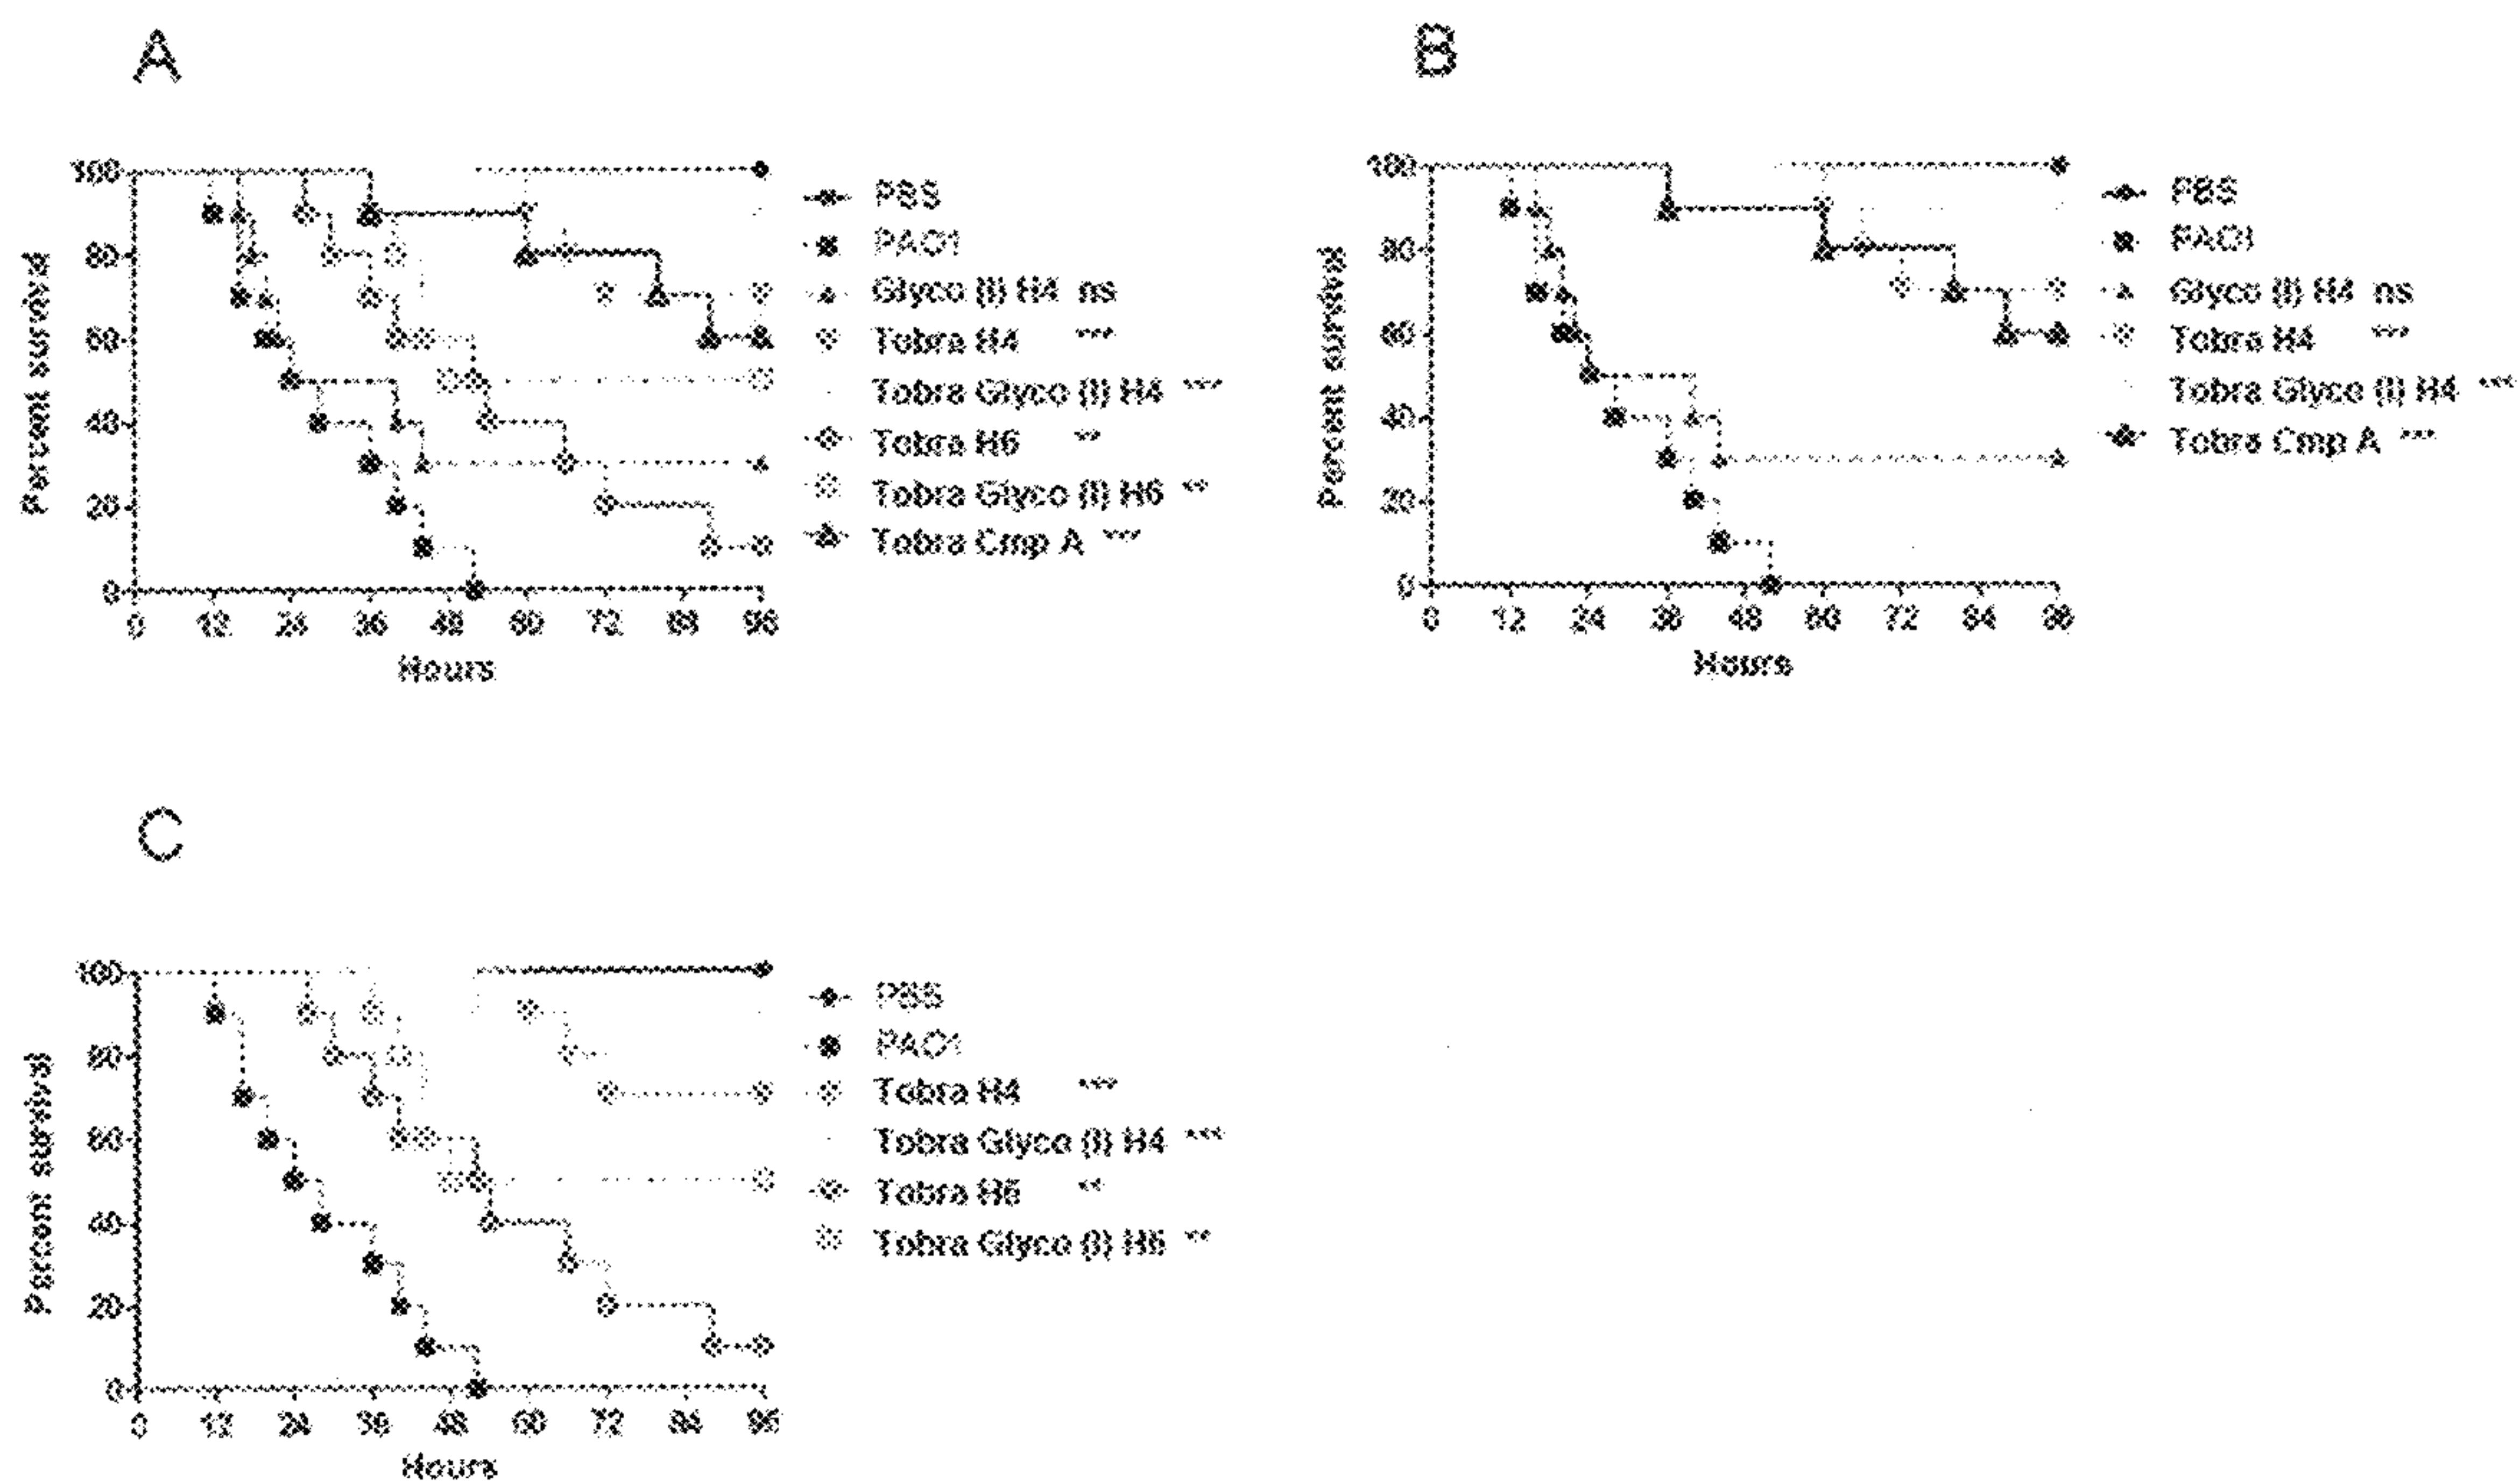 A
100
80
60
40
20
0
0 12 24 36 48 60 72 84 96
Percent survival
Hours
PBS
PAO1
Glyco (i) H4 ns
Tobra H4 ***
Tobra Glyco (i) H4 ***
Tobra H6 **
Tobra Glyco (i) H6 **
Tobra Cmp A ***
B
100
80
60
40
20
0
0 12 24 36 48 60 72 84 96
Percent survival
Hours
PBS
PAO1
Glyco (i) H4 ns
Tobra H4 ***
Tobra Glyco (i) H4 ***
Tobra Cmp A ***
C
100
80
60
40
20
0
0 12 24 36 48 60 72 84 96
Percent survival
Hours
PBS
PAO1
Tobra H4 ***
Tobra Glyco (i) H4 ***
Tobra H6 **
Tobra Glyco (i) H6 **